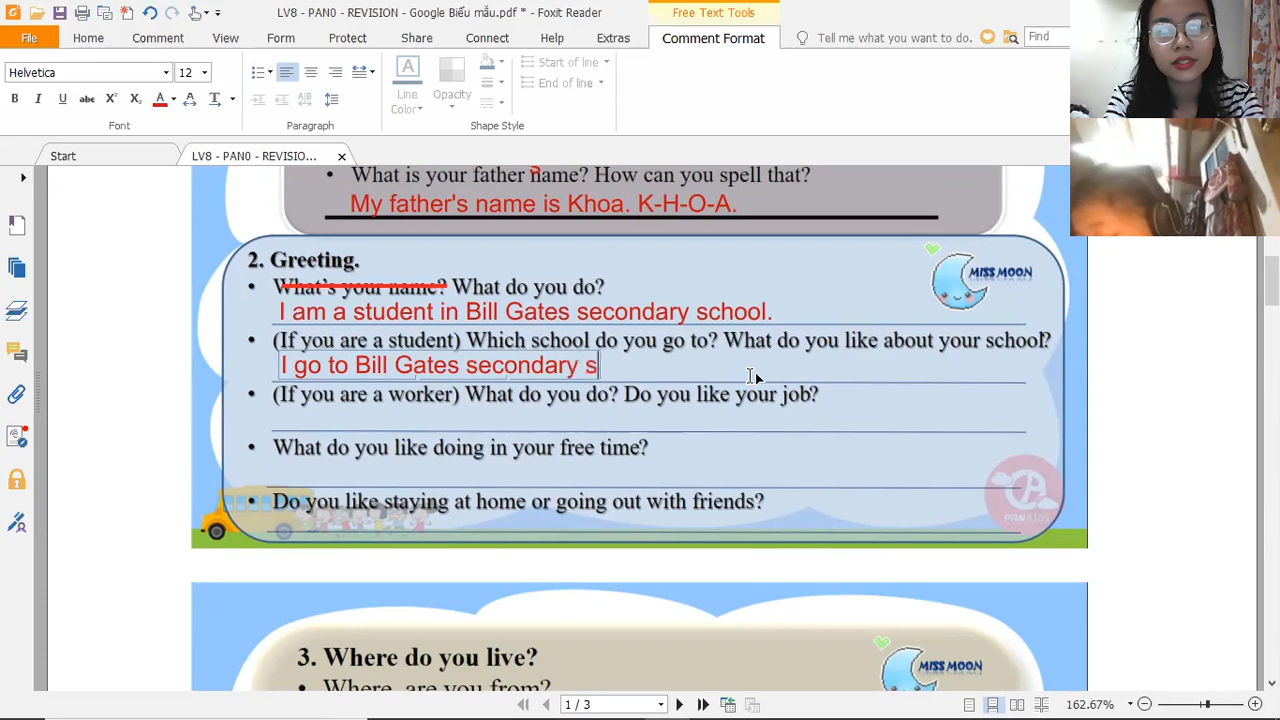 LV8 - PAN0 - REVISION - Google Biểu mẫu.pdf * - Foxit Reader
Free Text Tools
File Home Comment View Form Protect Share Connect Help Extras Comment Format Tell me what you want to do. Find
Helvetica 12
Start of line
End of line
B I U abc X² X₂ A A T
Line Color
Opacity
Font Paragraph Shape Style
Start LV8 - PAN0 - REVISIO...
s
• What is your father name? How can you spell that?
My father's name is Khoa. K-H-O-A.
2. Greeting.
MISS MOON
• What's your name? What do you do?
I am a student in Bill Gates secondary school.
• (If you are a student) Which school do you go to? What do you like about your school?
I go to Bill Gates secondary s
• (If you are a worker) What do you do? Do you like your job?
• What do you like doing in your free time?
• Do you like staying at home or going out with friends?
PAN KIDS
3. Where do you live?
MISS MOON
• Where are you from?
1 / 3
162.67%